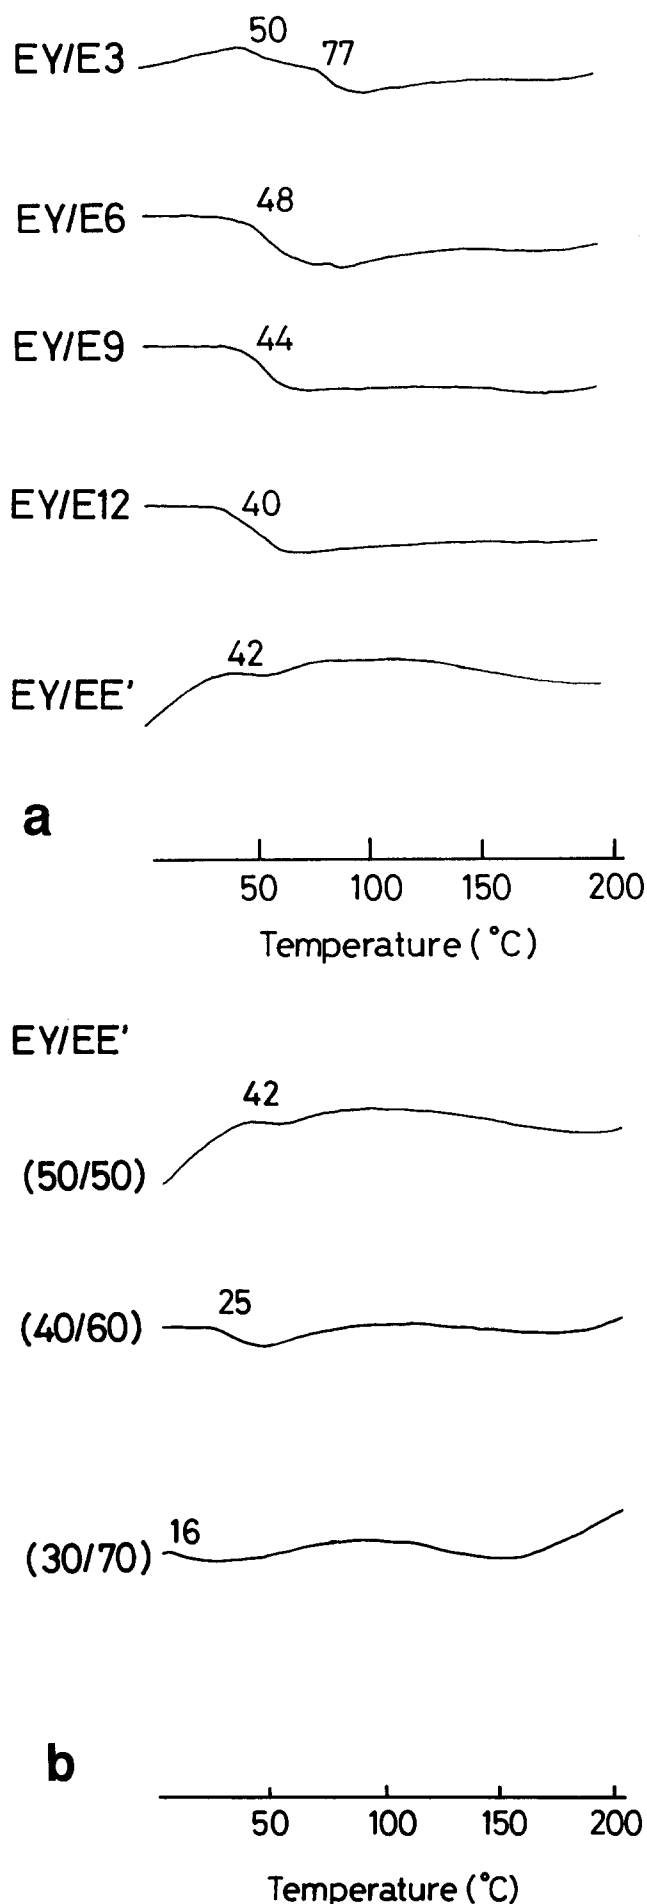 EY/E3 50 77
EY/E6 48
EY/E9 44
EY/E12 40
EY/EE' 42
a
50 100 150 200
Temperature (°C)
EY/EE'
42
(50/50)
(40/60) 25
(30/70) 16
b
50 100 150 200
Temperature (°C)